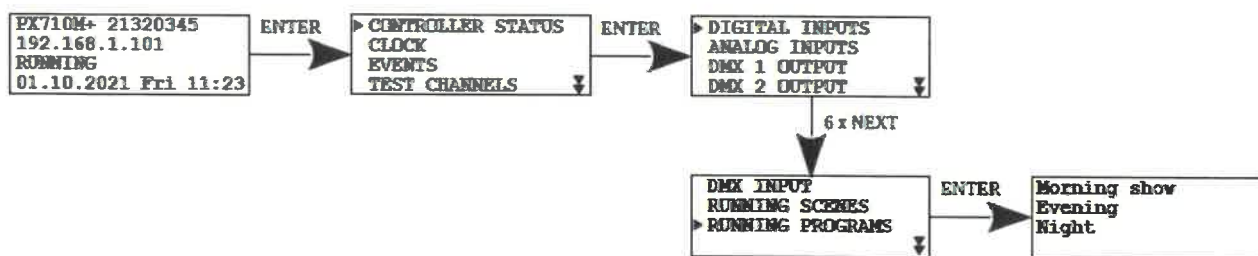 PX710M+ 21320345
192.168.1.101
RUNNING
01.10.2021 Fri 11:23
ENTER
CONTROLLER STATUS
CLOCK
EVENTS
TEST CHANNELS
ENTER
DIGITAL INPUTS
ANALOG INPUTS
DMX 1 OUTPUT
DMX 2 OUTPUT
6 x NEXT
DMX INPUT
RUNNING SCENES
RUNNING PROGRAMS
ENTER
Morning show
Evening
Night